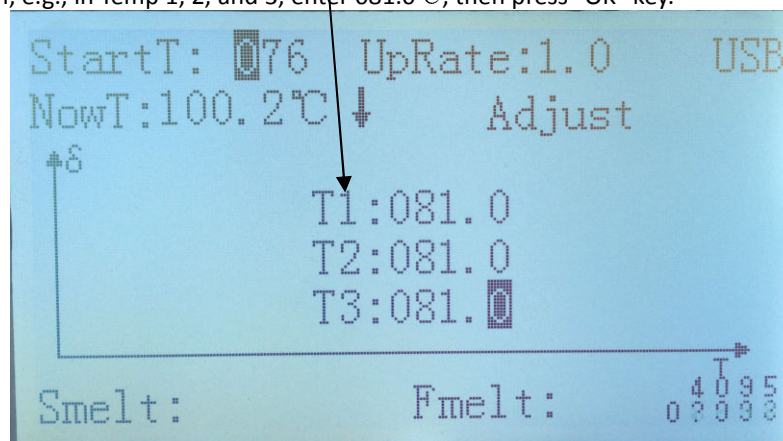 e.g., in Temp 1, 2, and 3, enter 081.0 ℃, then press "OK" key.
StartT: 076 UpRate:1.0 USB
NowT:100.2℃ ↓ Adjust
δ
T1:081.0
T2:081.0
T3:081.0
T
Smelt: Fmelt: 4095